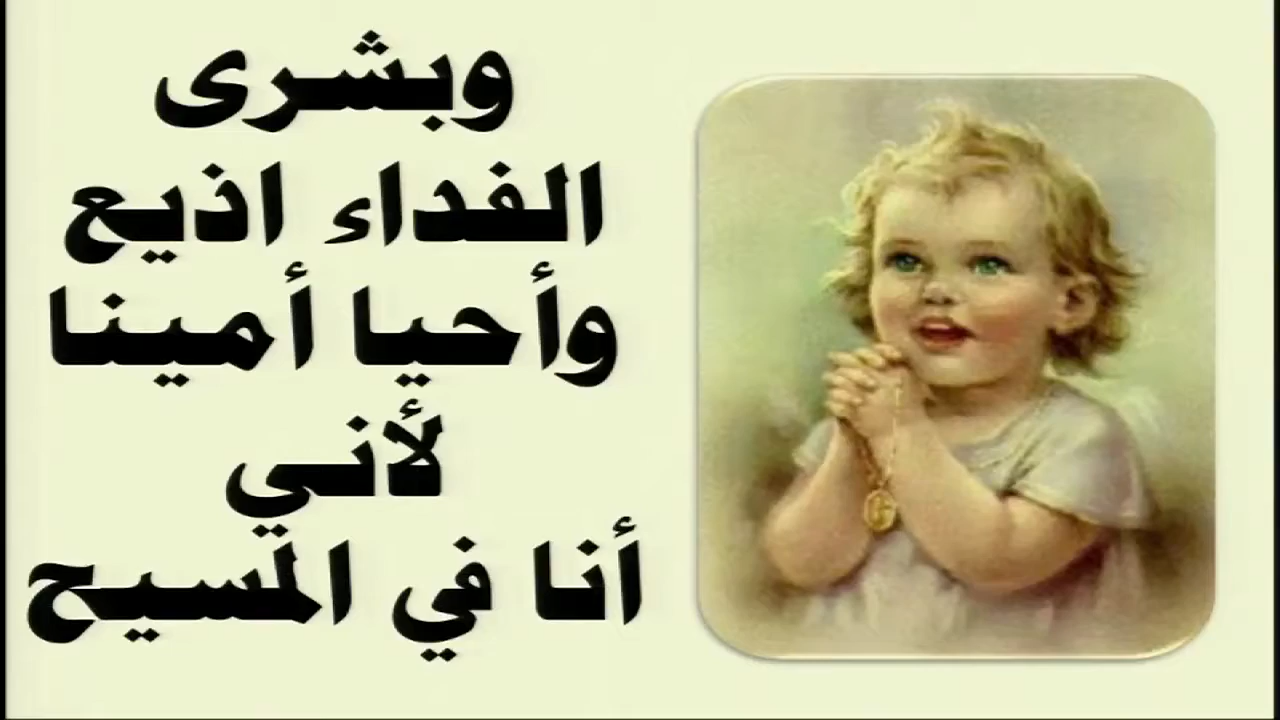 وبشرى
الفداء اذيع
وأحيا أمينا
لأني
أنا في المسيح